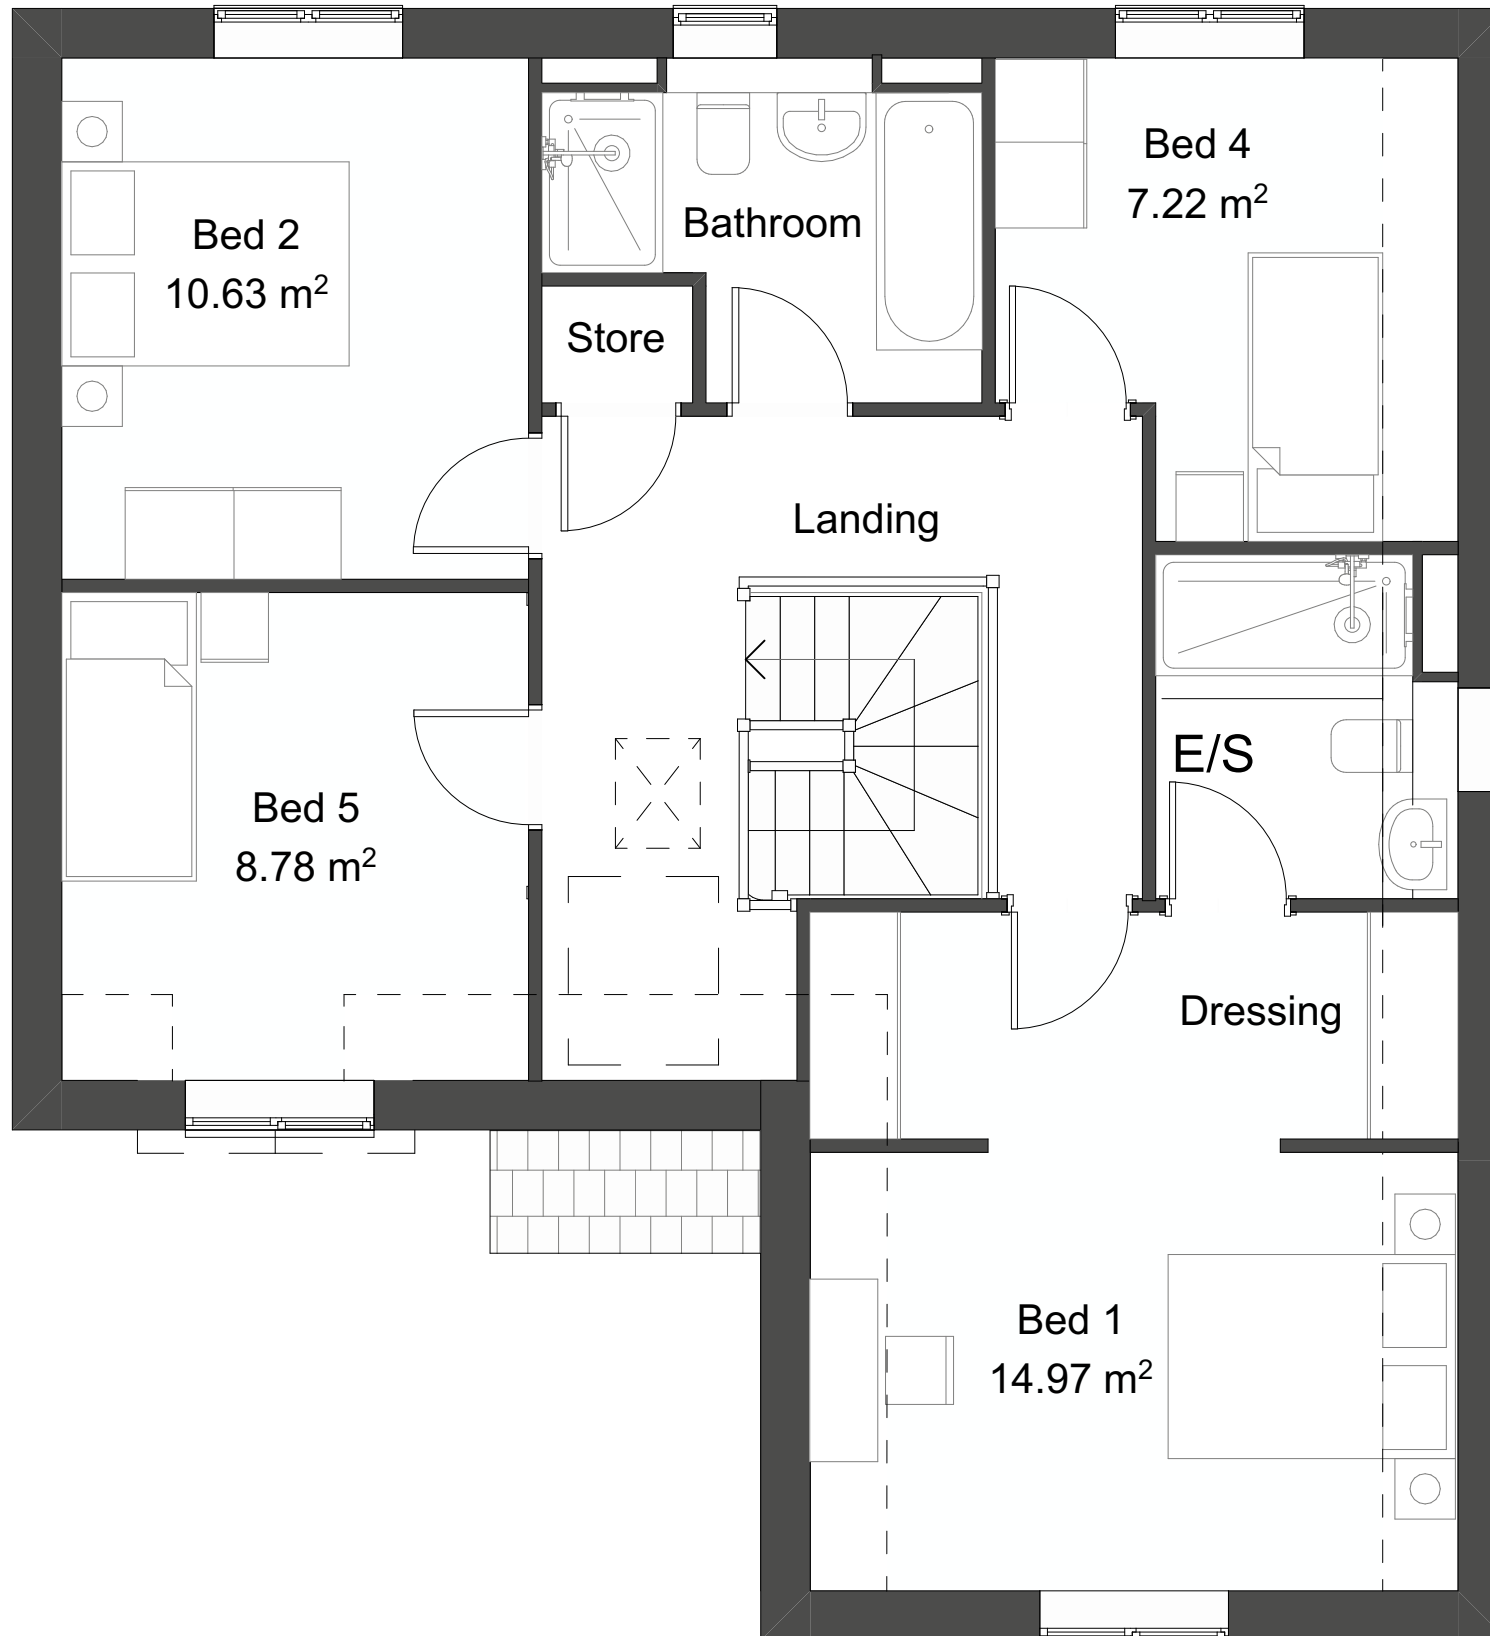 Bed 4
7.22 m²
Bed 2
10.63 m²
Bathroom
Store
Landing
E/S
Bed 5
8.78 m²
Dressing
Bed 1
14.97 m²